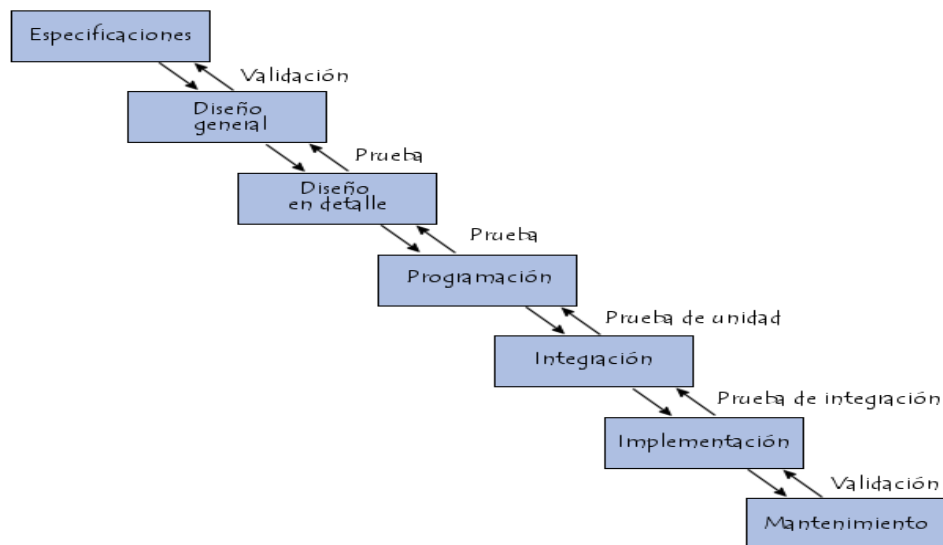 Especificaciones
Validación
Diseño
general
Prueba
Diseño
en detalle
Prueba
Programación
Prueba de unidad
Integración
Prueba de integración
Implementación
Validación
Mantenimiento